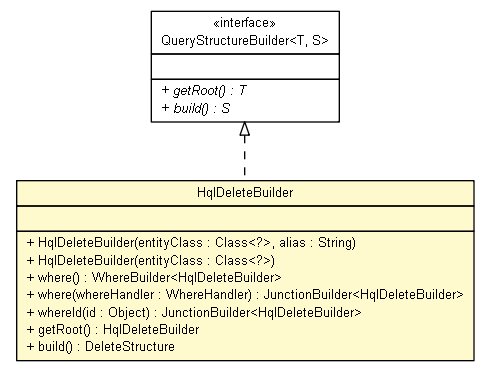 «interface»
QueryStructureBuilder<T, S>
+ getRoot() : T
+ build() : S
HqlDeleteBuilder
+ HqlDeleteBuilder(entityClass : Class<?>, alias : String)
+ HqlDeleteBuilder(entityClass : Class<?>)
+ where() : WhereBuilder<HqlDeleteBuilder>
+ where(whereHandler : WhereHandler) : JunctionBuilder<HqlDeleteBuilder>
+ whereId(id : Object) : JunctionBuilder<HqlDeleteBuilder>
+ getRoot() : HqlDeleteBuilder
+ build() : DeleteStructure